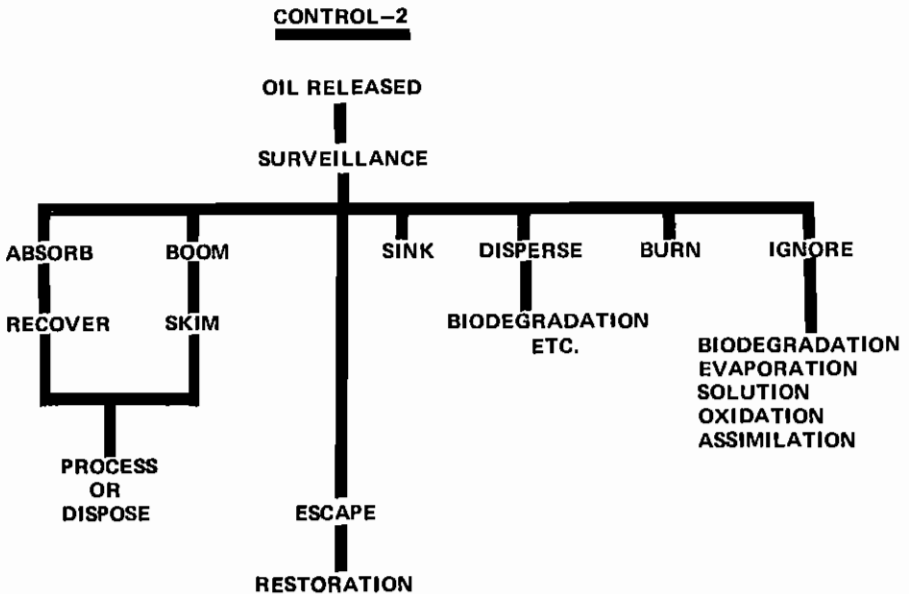 CONTROL–2
OIL RELEASED
SURVEILLANCE
ABSORB
BOOM
SINK
DISPERSE
BURN
IGNORE
RECOVER
SKIM
BIODEGRADATION
ETC.
BIODEGRADATION
EVAPORATION
SOLUTION
OXIDATION
ASSIMILATION
PROCESS
OR
DISPOSE
ESCAPE
RESTORATION